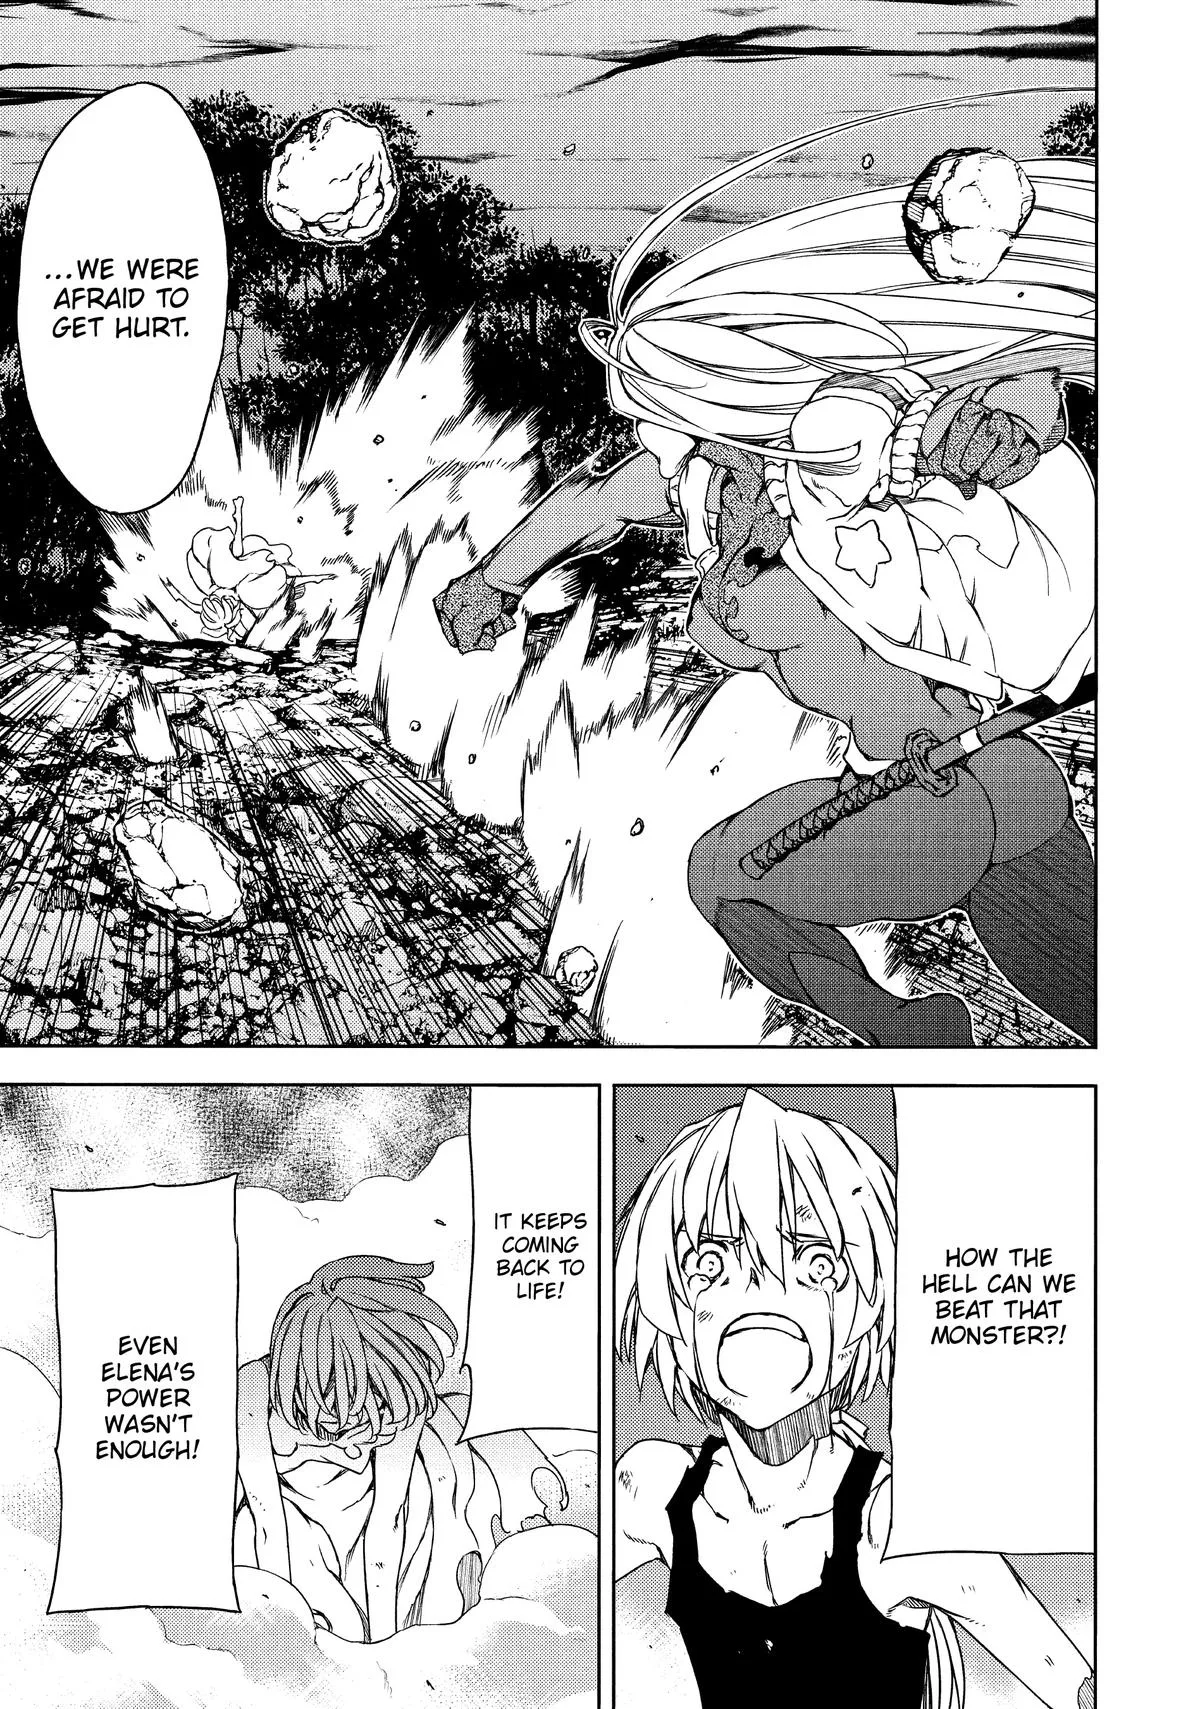 ...WE WERE
AFRAID TO
GET HURT.
HOW THE
HELL CAN WE
BEAT THAT
MONSTER?!
IT KEEPS
COMING
BACK TO
LIFE!
EVEN
ELENA'S
POWER
WASN'T
ENOUGH!